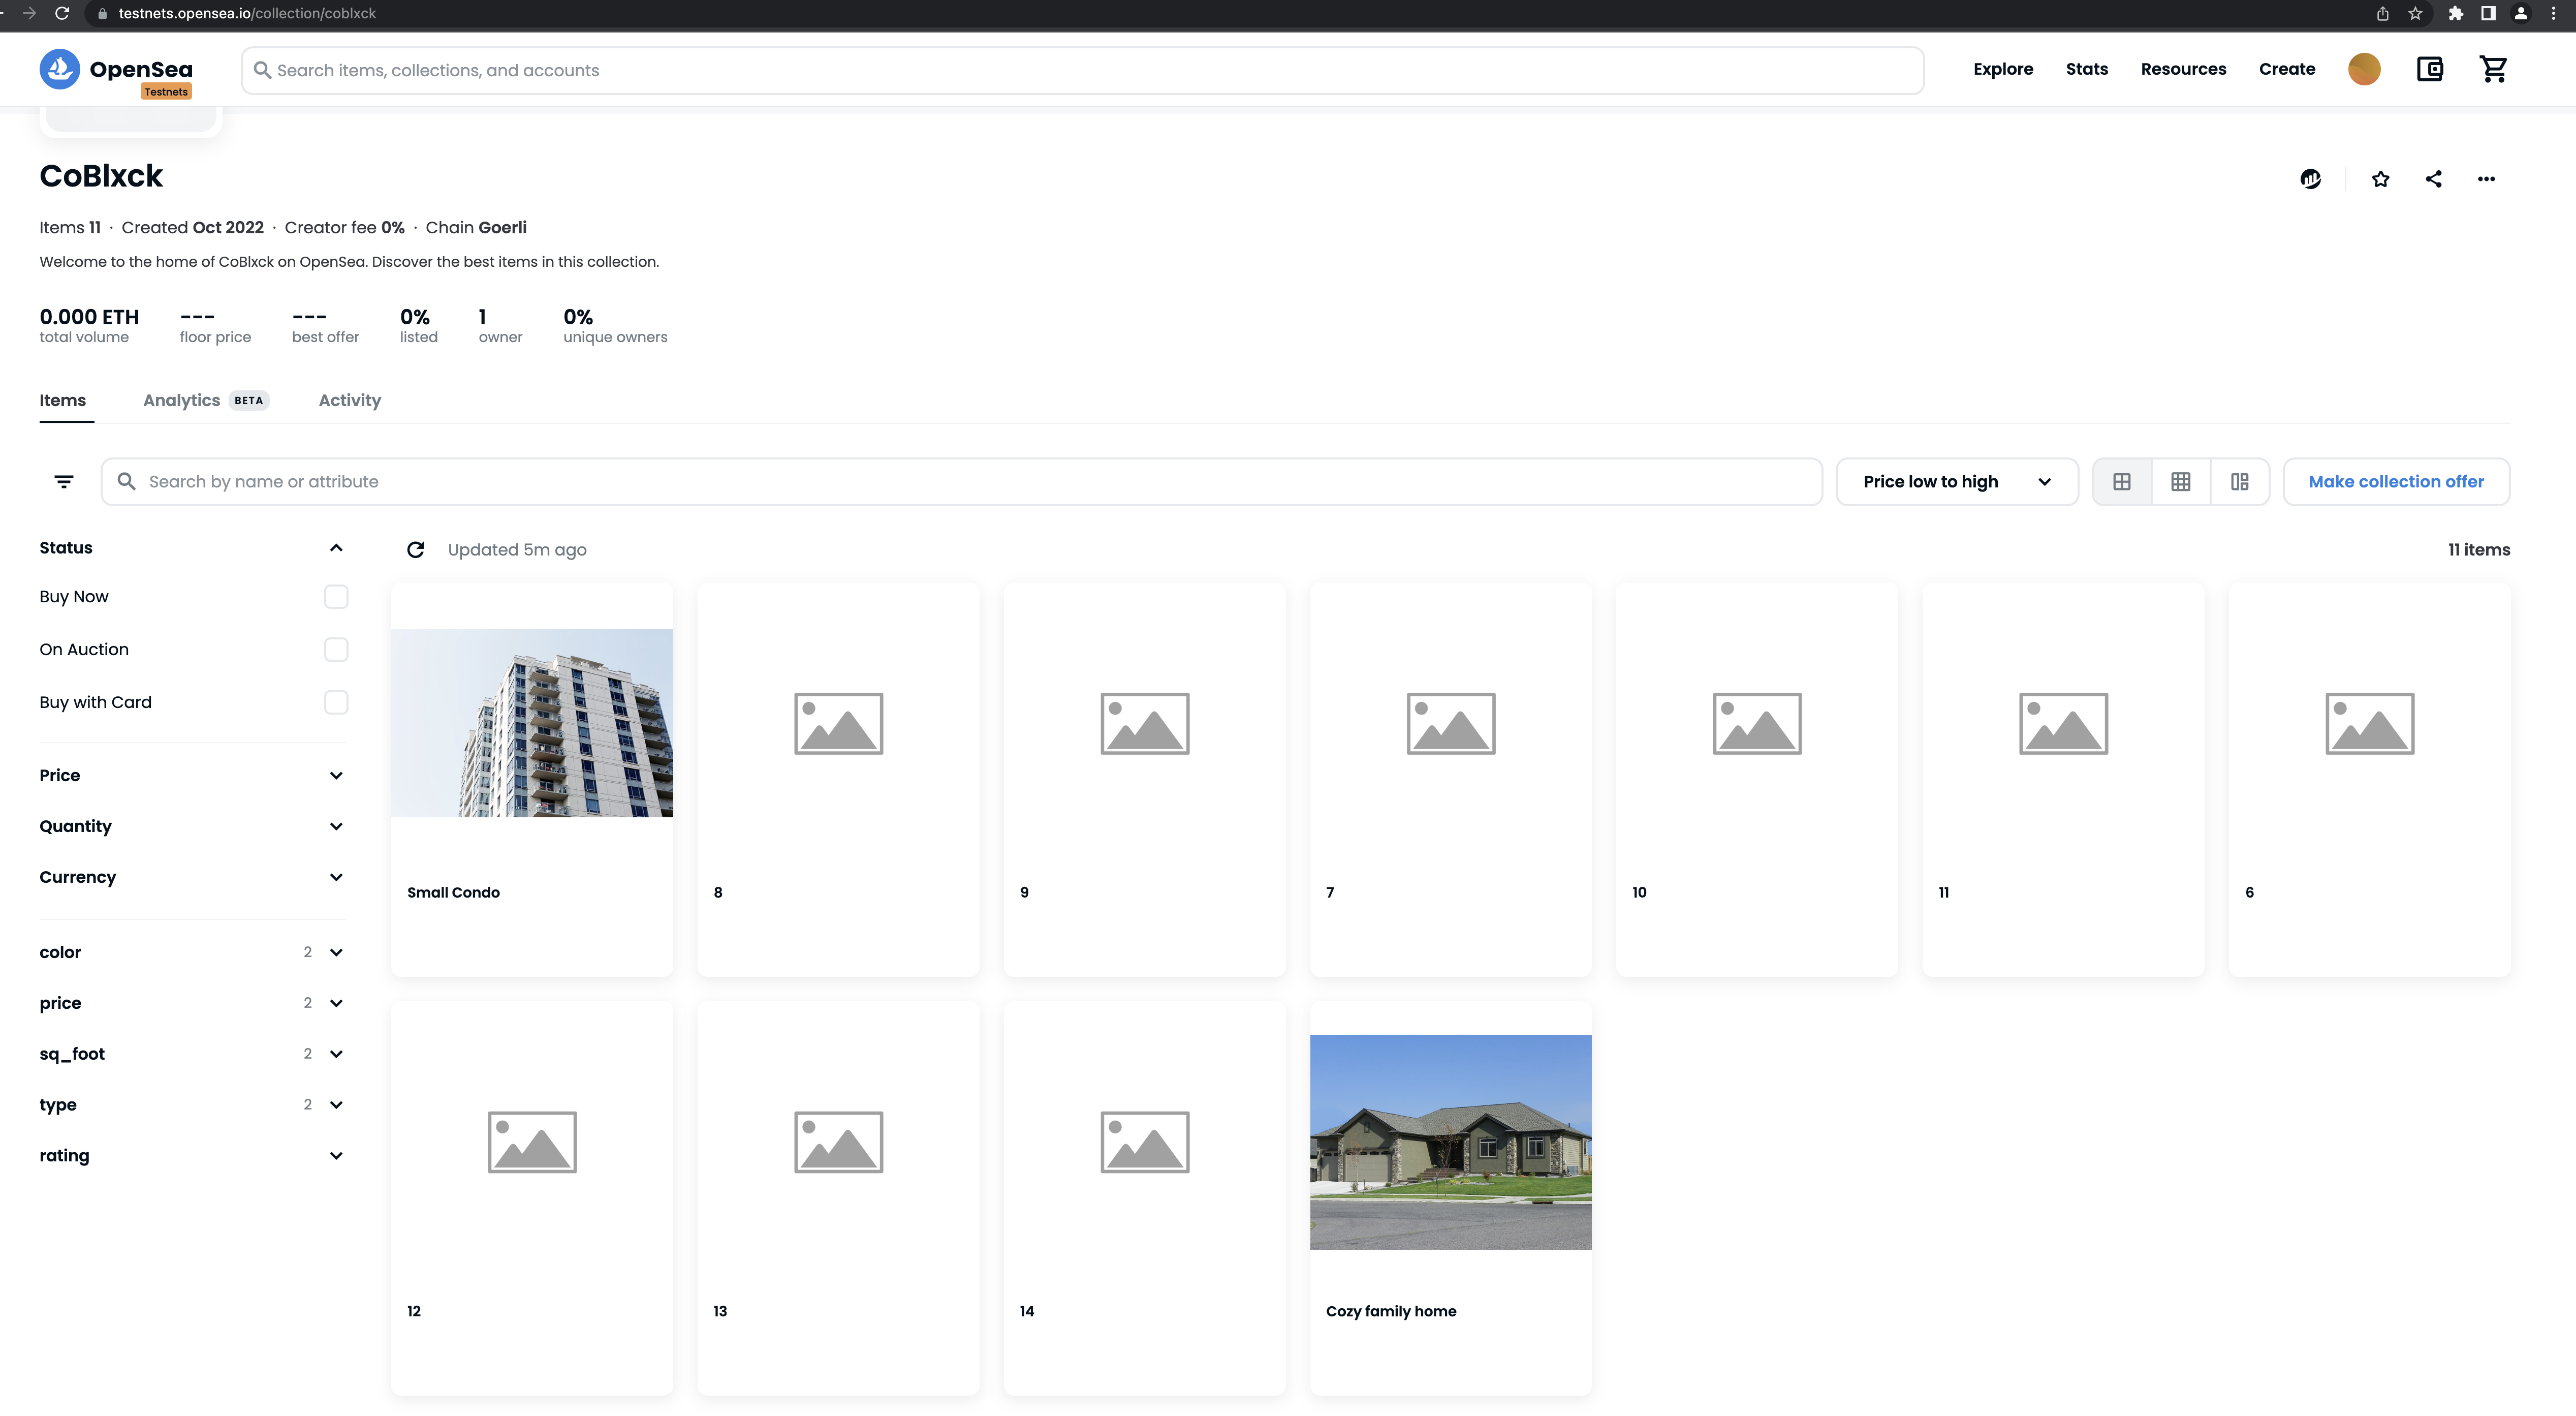 testnets.opensea.io/collection/coblxck
OpenSea
Testnets
Search items, collections, and accounts
Explore Stats Resources Create
CoBlxck
Items 11 · Created Oct 2022 · Creator fee 0% · Chain Goerli
Welcome to the home of CoBlxck on OpenSea. Discover the best items in this collection.
0.000 ETH --- --- 0% 1 0%
total volume floor price best offer listed owner unique owners
Items Analytics BETA Activity
Search by name or attribute Price low to high Make collection offer
Status
Buy Now
On Auction
Buy with Card
Price
Quantity
Currency
color 2
price 2
sq_foot 2
type 2
rating
Updated 5m ago 11 items
Small Condo 8 9 7 10 11 6
12 13 14 Cozy family home